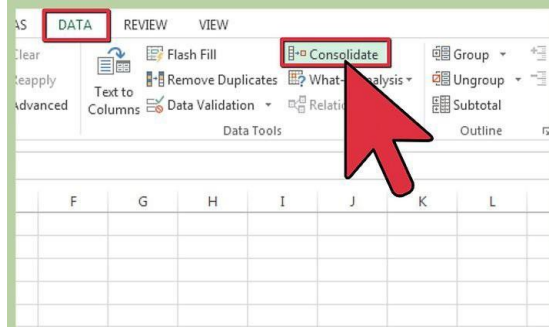 AS DATA REVIEW VIEW
Clear Flash Fill Consolidate Group
Reapply Text to Columns Remove Duplicates Ungroup
Advanced Data Validation Subtotal
Data Tools Outline
F G H I J K L